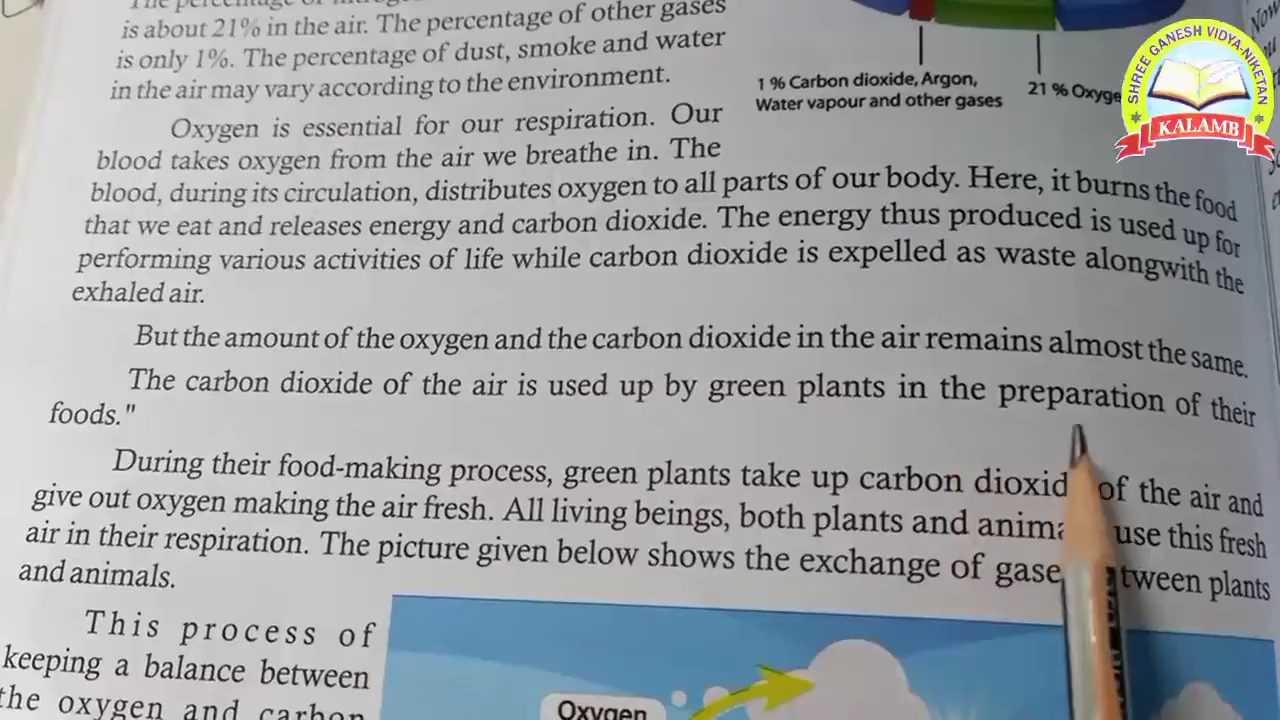 is about 21% in the air. The percentage of other gases
is only 1%. The percentage of dust, smoke and water
in the air may vary according to the environment.
1 % Carbon dioxide, Argon,
Water vapour and other gases
21 % Oxyge
Oxygen is essential for our respiration. Our
blood takes oxygen from the air we breathe in. The
blood, during its circulation, distributes oxygen to all parts of our body. Here, it burns the food
that we eat and releases energy and carbon dioxide. The energy thus produced is used up for
performing various activities of life while carbon dioxide is expelled as waste alongwith the
exhaled air.
But the amount of the oxygen and the carbon dioxide in the air remains almost the same.
The carbon dioxide of the air is used up by green plants in the preparation of their
foods."
During their food-making process, green plants take up carbon dioxid of the air and
give out oxygen making the air fresh. All living beings, both plants and anima use this fresh
air in their respiration. The picture given below shows the exchange of gase tween plants
and animals.
This process of
keeping a balance between
the oxygen and carbon
Oxygen
SHREE GANESH VIDYA-NIKETAN
KALAMB
Now